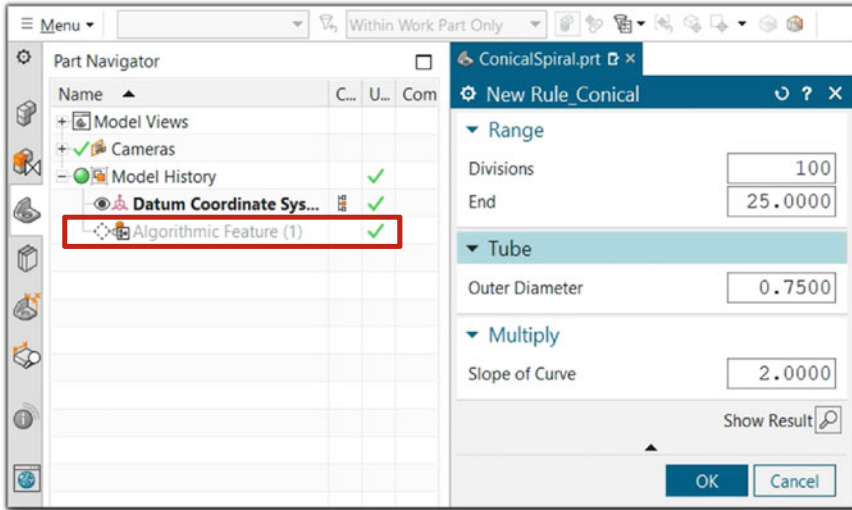 Menu
Within Work Part Only
Part Navigator
Name
C...
U...
Com
Model Views
Cameras
Model History
Datum Coordinate Sys...
Algorithmic Feature (1)
ConicalSpiral.prt
New Rule_Conical
?
Range
Divisions
100
End
25.0000
Tube
Outer Diameter
0.7500
Multiply
Slope of Curve
2.0000
Show Result
OK
Cancel